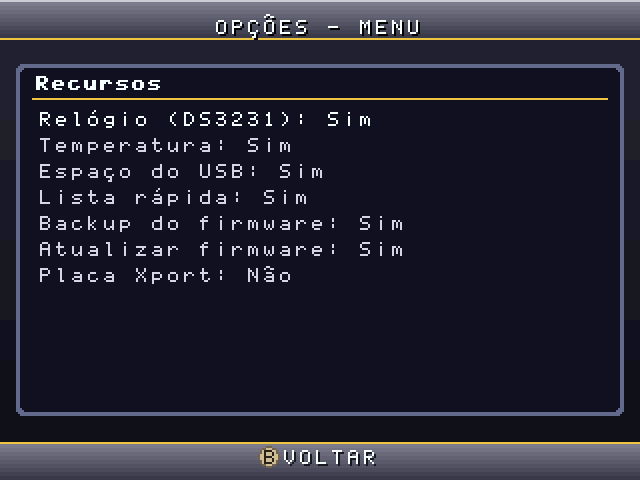 OPÇÕES - MENU
Recursos
Relógio (DS3231): Sim
Temperatura: Sim
Espaço do USB: Sim
Lista rápida: Sim
Backup do firmware: Sim
Atualizar firmware: Sim
Placa Xport: Não
B VOLTAR